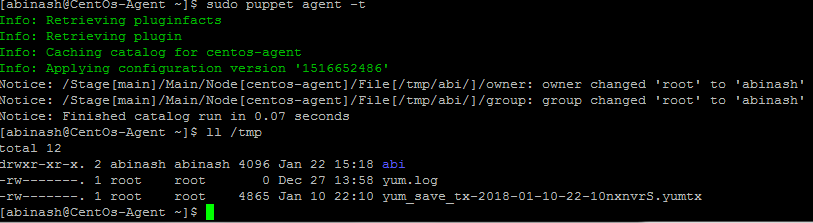 [abinash@CentOs-Agent ~]$ sudo puppet agent -t
Info: Retrieving pluginfacts
Info: Retrieving plugin
Info: Caching catalog for centos-agent
Info: Applying configuration version '1516652486'
Notice: /Stage[main]/Main/Node[centos-agent]/File[/tmp/abi/]/owner: owner changed 'root' to 'abinash'
Notice: /Stage[main]/Main/Node[centos-agent]/File[/tmp/abi/]/group: group changed 'root' to 'abinash'
Notice: Finished catalog run in 0.07 seconds
[abinash@CentOs-Agent ~]$ ll /tmp
total 12
drwxr-xr-x. 2 abinash abinash 4096 Jan 22 15:18 abi
-rw-------. 1 root    root       0 Dec 27 13:58 yum.log
-rw-------. 1 root    root    4865 Jan 10 22:10 yum_save_tx-2018-01-10-22-10nxnvrS.yumtx
[abinash@CentOs-Agent ~]$